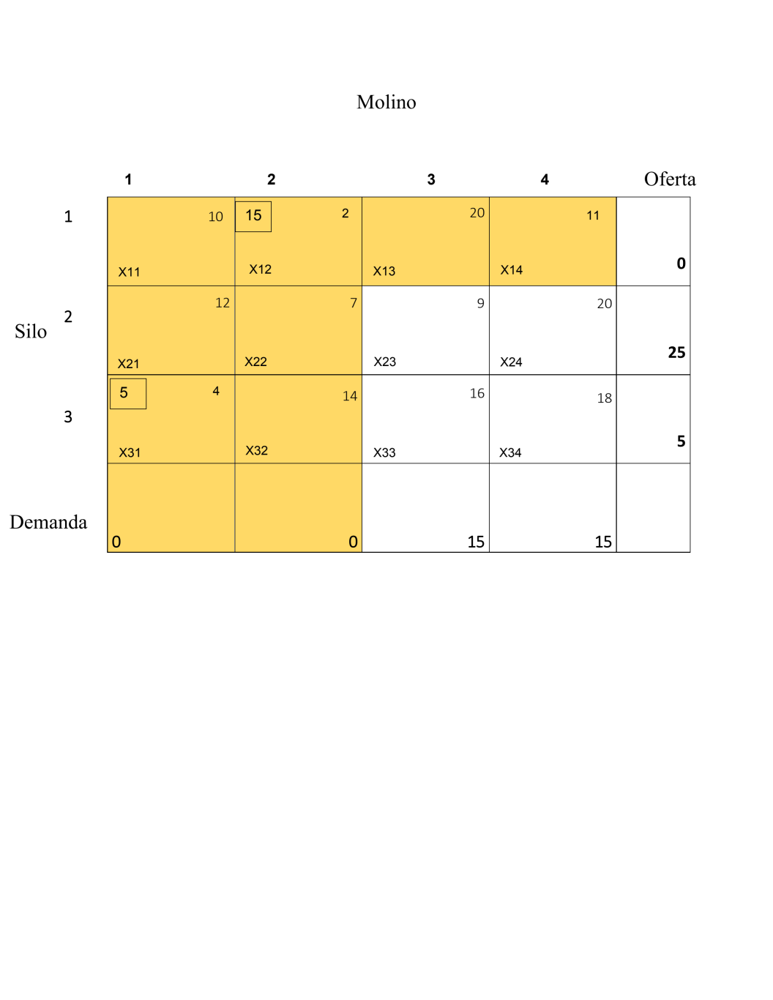 Molino
1 2 3 4 Oferta
1 10 15 2 20 11
X11 X12 X13 X14 0
2 12 7 9 20
Silo
X21 X22 X23 X24 25
3 5 4 14 16 18
X31 X32 X33 X34 5
Demanda
0 0 15 15